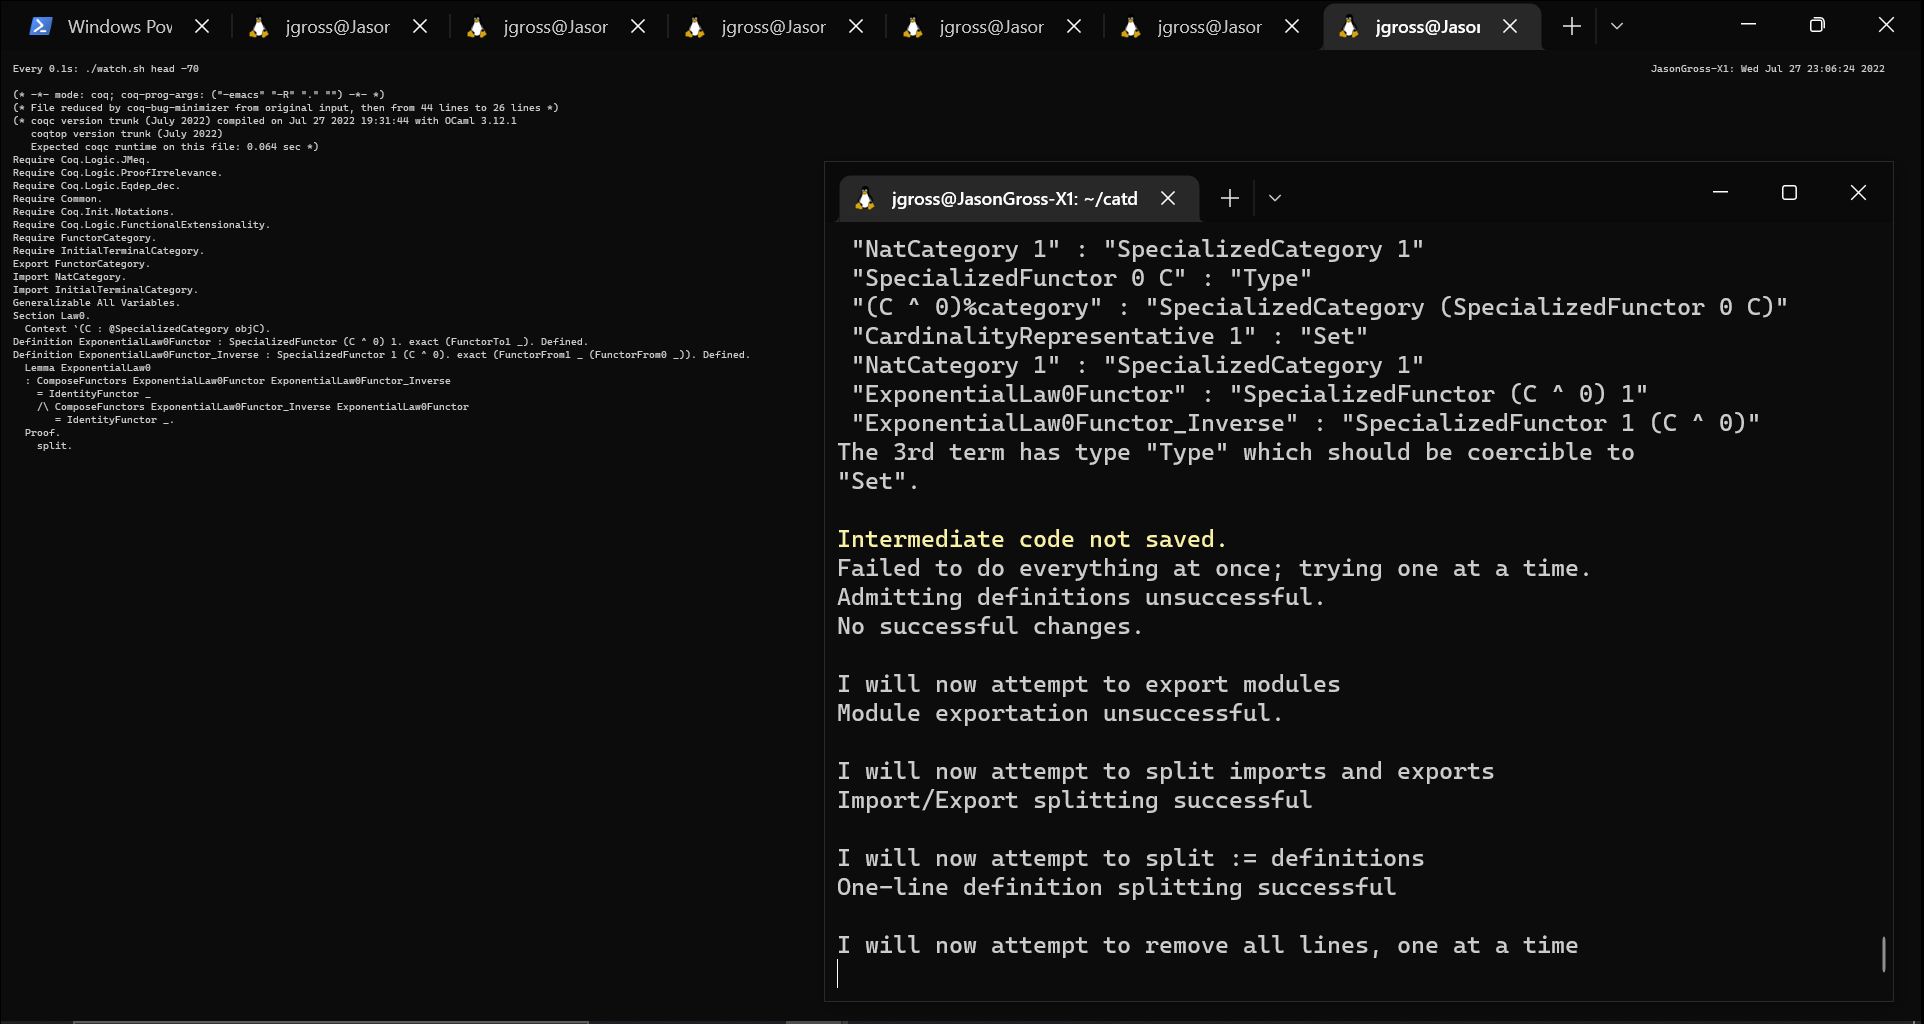 Windows Pov
jgross@Jasor
jgross@Jasor
jgross@Jasor
jgross@Jasor
jgross@Jasor
jgross@Jasor
Every 0.1s: ./watch.sh head -70
JasonGross-X1: Wed Jul 27 23:06:24 2022
(* -*- mode: coq; coq-prog-args: ("-emacs" "-R" "." "") -*- *)
(* File reduced by coq-bug-minimizer from original input, then from 44 lines to 26 lines *)
(* coqc version trunk (July 2022) compiled on Jul 27 2022 19:31:44 with OCaml 3.12.1
   coqtop version trunk (July 2022)
   Expected coqc runtime on this file: 0.064 sec *)
Require Coq.Logic.JMeq.
Require Coq.Logic.ProofIrrelevance.
Require Coq.Logic.Eqdep_dec.
Require Common.
Require Coq.Init.Notations.
Require Coq.Logic.FunctionalExtensionality.
Require FunctorCategory.
Require InitialTerminalCategory.
Export FunctorCategory.
Import NatCategory.
Import InitialTerminalCategory.
Generalizable All Variables.
Section Law0.
  Context `(C : @SpecializedCategory objC).
Definition ExponentialLaw0Functor : SpecializedFunctor (C ^ 0) 1. exact (FunctorTo1 _). Defined.
Definition ExponentialLaw0Functor_Inverse : SpecializedFunctor 1 (C ^ 0). exact (FunctorFrom1 _ (FunctorFrom0 _)). Defined.
  Lemma ExponentialLaw0
  : ComposeFunctors ExponentialLaw0Functor ExponentialLaw0Functor_Inverse
    = IdentityFunctor _
    /\ ComposeFunctors ExponentialLaw0Functor_Inverse ExponentialLaw0Functor
       = IdentityFunctor _.
  Proof.
    split.
jgross@JasonGross-X1: ~/catd
"NatCategory 1" : "SpecializedCategory 1"
"SpecializedFunctor 0 C" : "Type"
"(C ^ 0)%category" : "SpecializedCategory (SpecializedFunctor 0 C)"
"CardinalityRepresentative 1" : "Set"
"NatCategory 1" : "SpecializedCategory 1"
"ExponentialLaw0Functor" : "SpecializedFunctor (C ^ 0) 1"
"ExponentialLaw0Functor_Inverse" : "SpecializedFunctor 1 (C ^ 0)"
The 3rd term has type "Type" which should be coercible to
"Set".
Intermediate code not saved.
Failed to do everything at once; trying one at a time.
Admitting definitions unsuccessful.
No successful changes.
I will now attempt to export modules
Module exportation unsuccessful.
I will now attempt to split imports and exports
Import/Export splitting successful
I will now attempt to split := definitions
One-line definition splitting successful
I will now attempt to remove all lines, one at a time